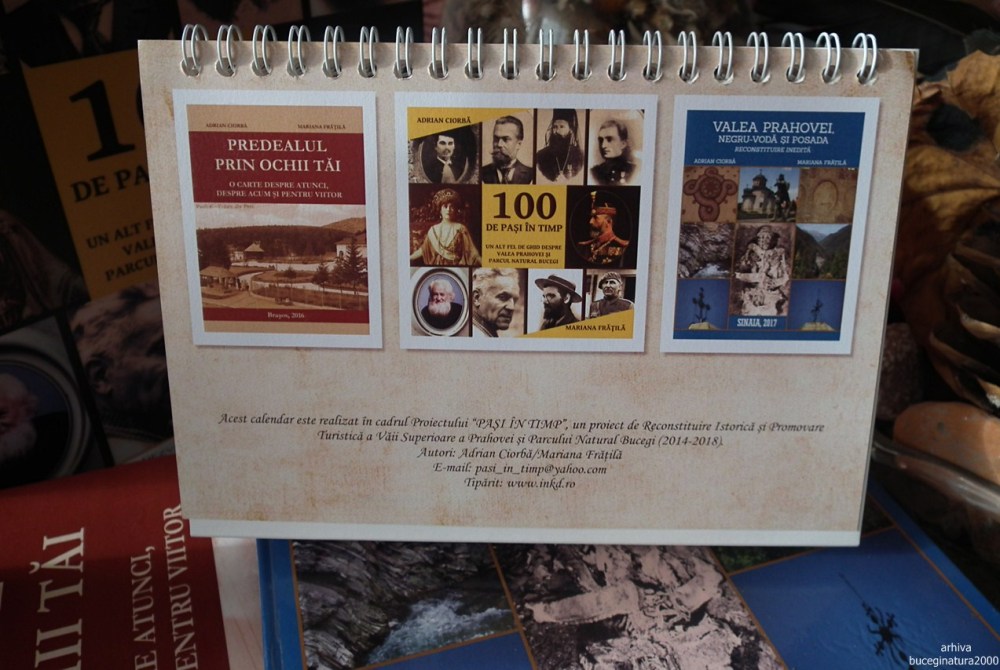 ADRIAN CIORBĂ MARIANA FRĂȚILĂ
PREDEALUL
PRIN OCHII TĂI
O CARTE DESPRE ATUNCI,
DESPRE ACUM ȘI PENTRU VIITOR
Brașov, 2016
ADRIAN CIORBĂ
100
DE PAȘI ÎN TIMP
UN ALT FEL DE GHID DESPRE
VALEA PRAHOVEI ȘI
PARCUL NATURAL BUCEGI
MARIANA FRĂȚILĂ
VALEA PRAHOVEI,
NEGRU-VODĂ ȘI POSADA
RECONSTITUIRE INEDITĂ
ADRIAN CIORBĂ MARIANA FRĂȚILĂ
SINAIA, 2017
Acest calendar este realizat în cadrul Proiectului "PAȘI ÎN TIMP", un proiect de Reconstituire Istorică și Promovare
Turistică a Văii Superioare a Prahovei și Parcului Natural Bucegi (2014-2018).
Autori: Adrian Ciorbă/Mariana Frățilă
E-mail: pasi_in_timp@yahoo.com
Tipărit: www.inkd.ro
10
DE PA
UN ALT FEL
VALE
PARCU
HII TĂI
E ATUNCI,
ENTRU VIITOR
arhiva
buceginatura2000